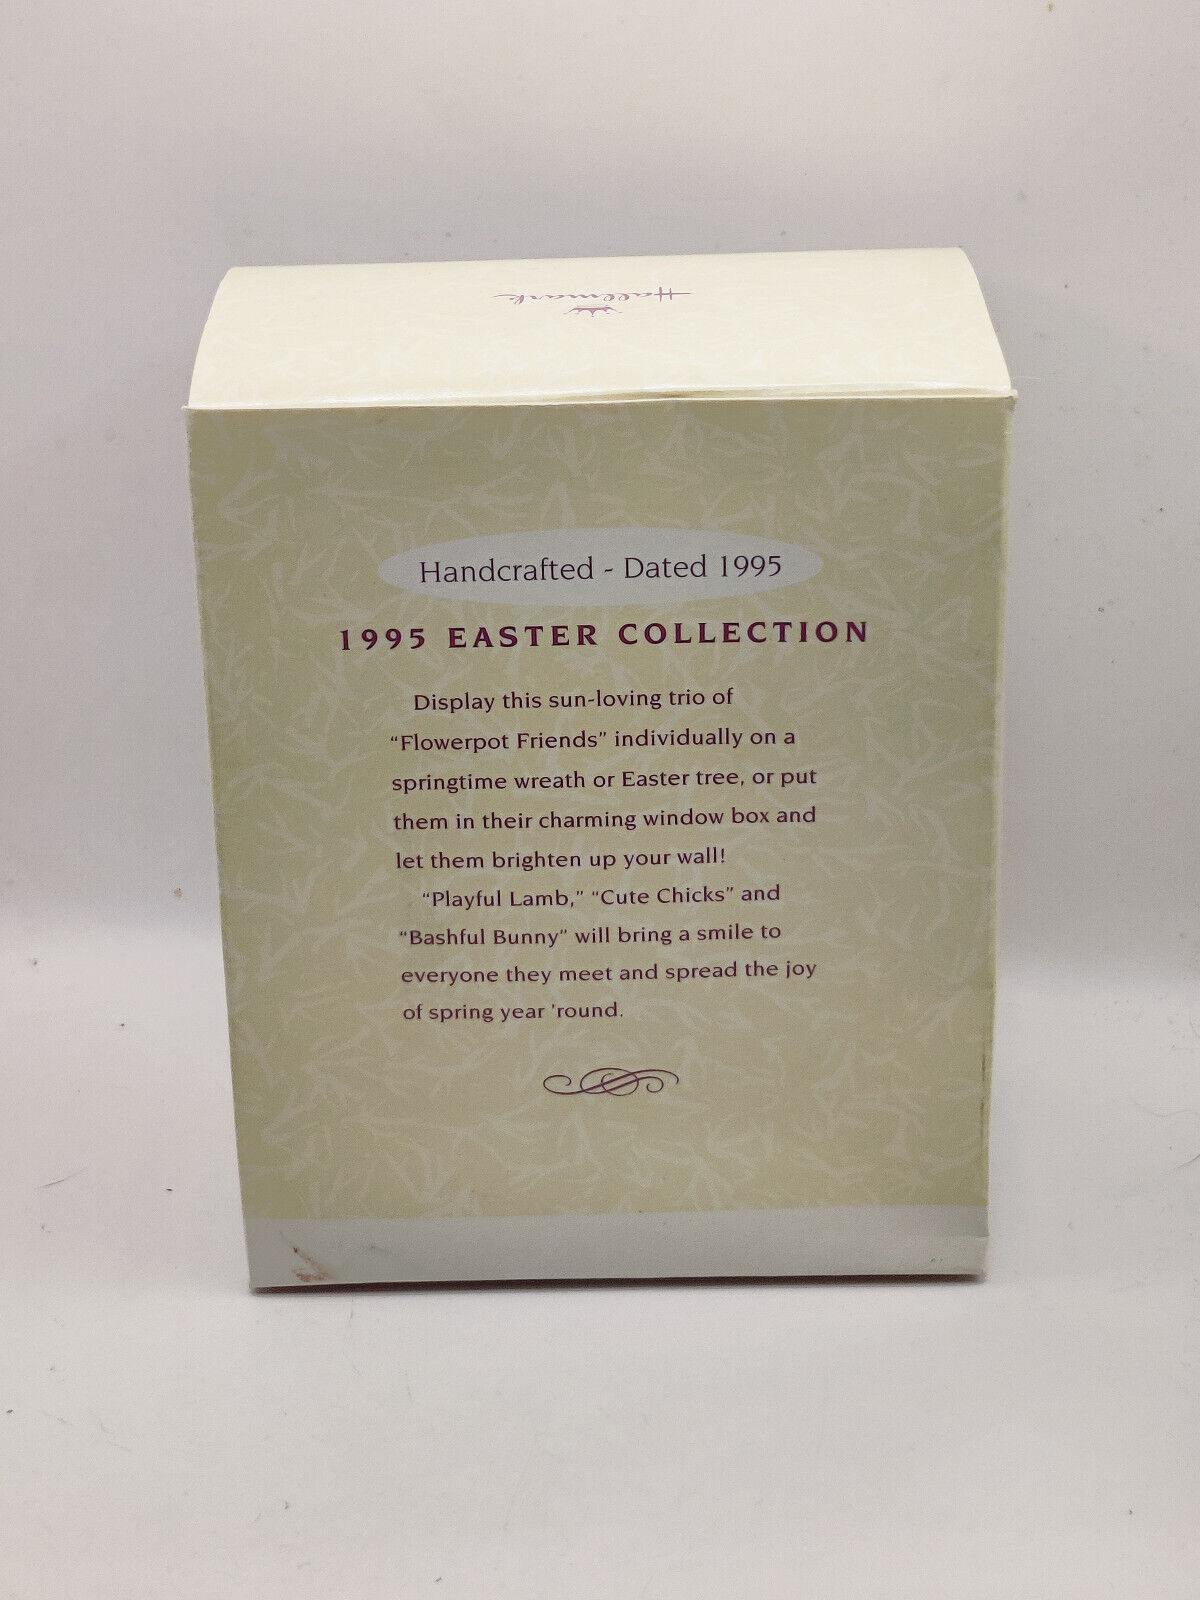 Hallmark
Handcrafted - Dated 1995
1995 EASTER COLLECTION
Display this sun-loving trio of
“Flowerpot Friends” individually on a
springtime wreath or Easter tree, or put
them in their charming window box and
let them brighten up your wall!
“Playful Lamb,” “Cute Chicks” and
“Bashful Bunny” will bring a smile to
everyone they meet and spread the joy
of spring year 'round.